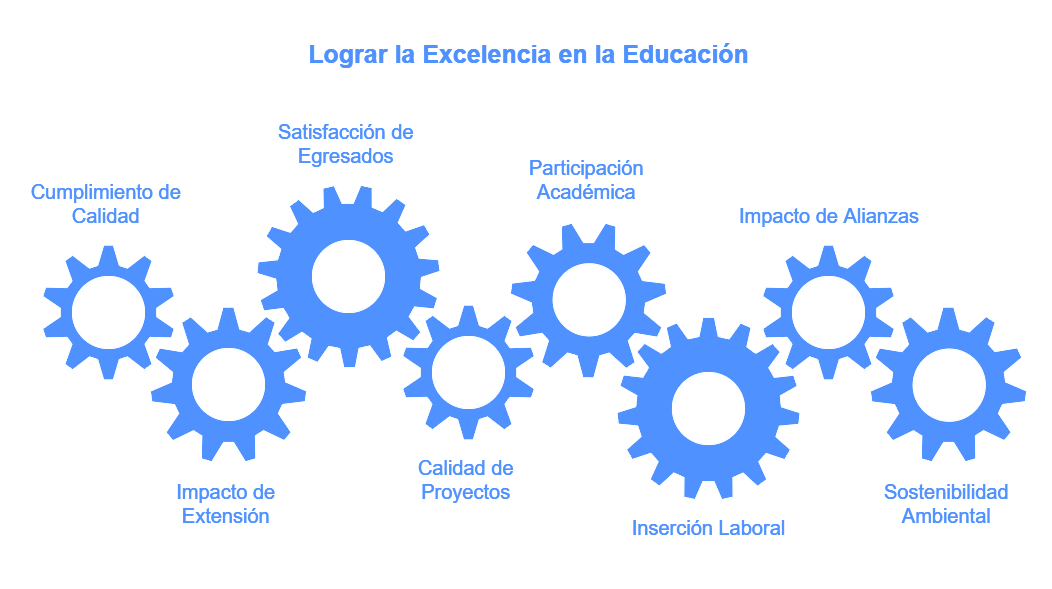 Lograr la Excelencia en la Educación
Cumplimiento de
Calidad
Impacto de
Extensión
Satisfacción de
Egresados
Calidad de
Proyectos
Participación
Académica
Inserción Laboral
Impacto de Alianzas
Sostenibilidad
Ambiental